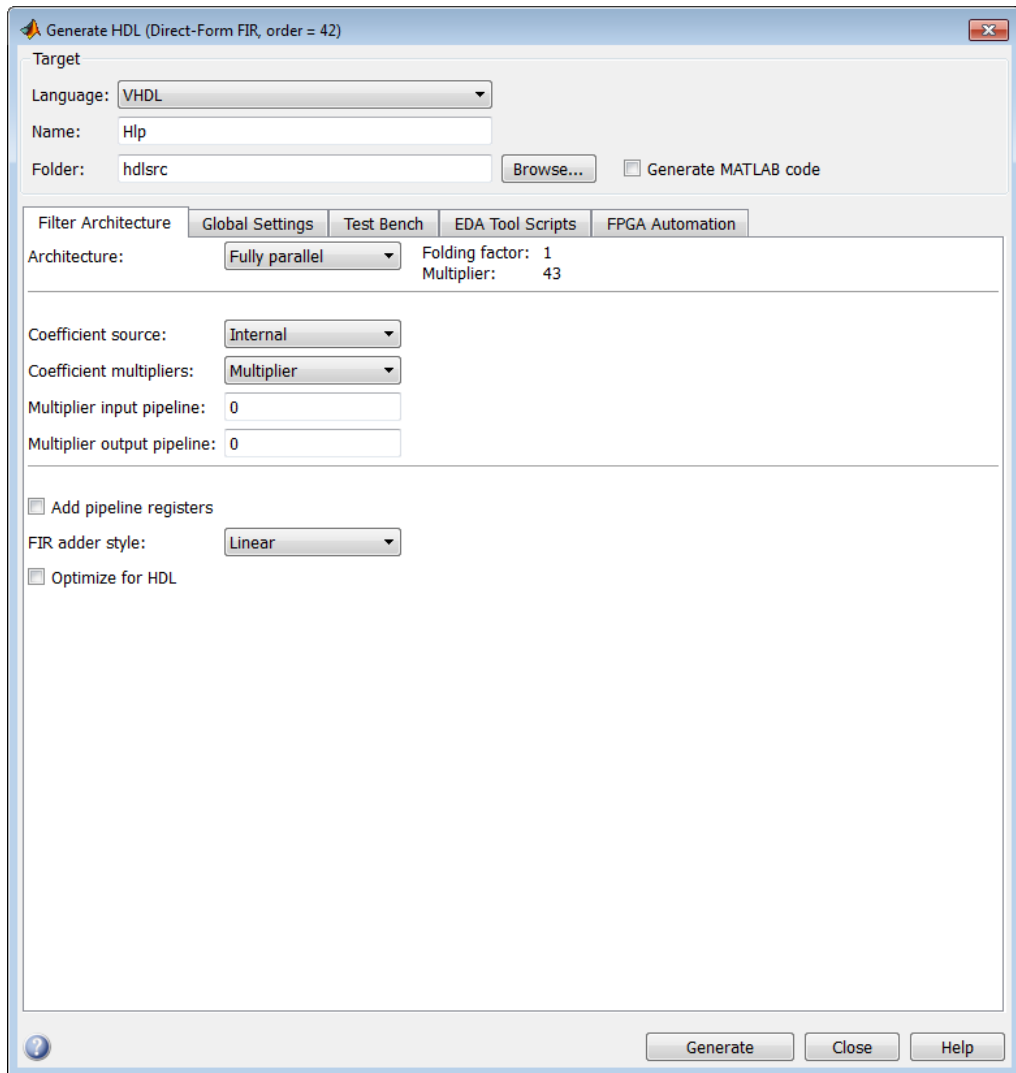 Generate HDL (Direct-Form FIR, order = 42)
Target
Language: VHDL
Name: Hlp
Folder: hdlsrc Browse... Generate MATLAB code
Filter Architecture Global Settings Test Bench EDA Tool Scripts FPGA Automation
Architecture: Fully parallel Folding factor: 1
Multiplier: 43
Coefficient source: Internal
Coefficient multipliers: Multiplier
Multiplier input pipeline: 0
Multiplier output pipeline: 0
Add pipeline registers
FIR adder style: Linear
Optimize for HDL
? Generate Close Help